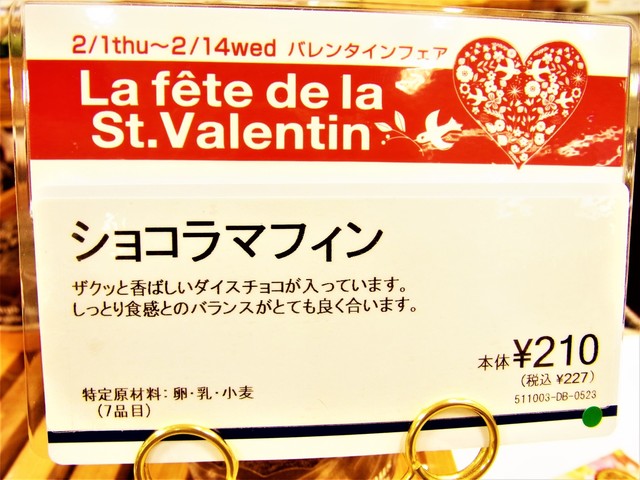 2/1thu～2/14wed バレンタインフェア
La fête de la
St.Valentin
ショコラマフィン
ザクッと香ばしいダイスチョコが入っています。
しっとり食感とのバランスがとても良く合います。
本体 ¥210
(税込 ¥227)
511003-DB-0523
特定原材料：卵・乳・小麦
(7品目)